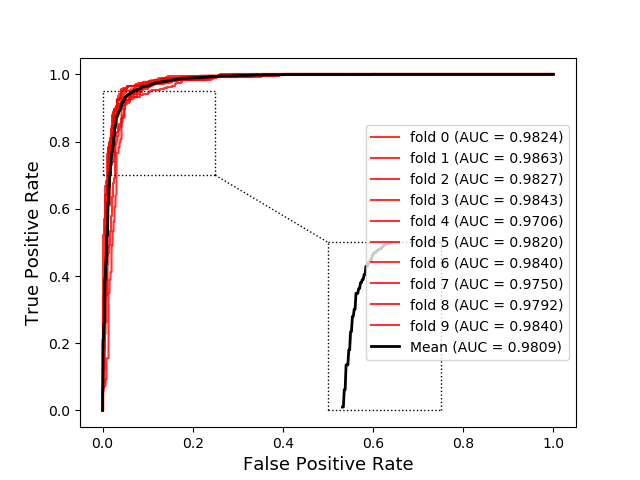 1.0
0.8
0.6
0.4
0.2
0.0
True Positive Rate
fold 0 (AUC = 0.9824)
fold 1 (AUC = 0.9863)
fold 2 (AUC = 0.9827)
fold 3 (AUC = 0.9843)
fold 4 (AUC = 0.9706)
fold 5 (AUC = 0.9820)
fold 6 (AUC = 0.9840)
fold 7 (AUC = 0.9750)
fold 8 (AUC = 0.9792)
fold 9 (AUC = 0.9840)
Mean (AUC = 0.9809)
0.0 0.2 0.4 0.6 0.8 1.0
False Positive Rate